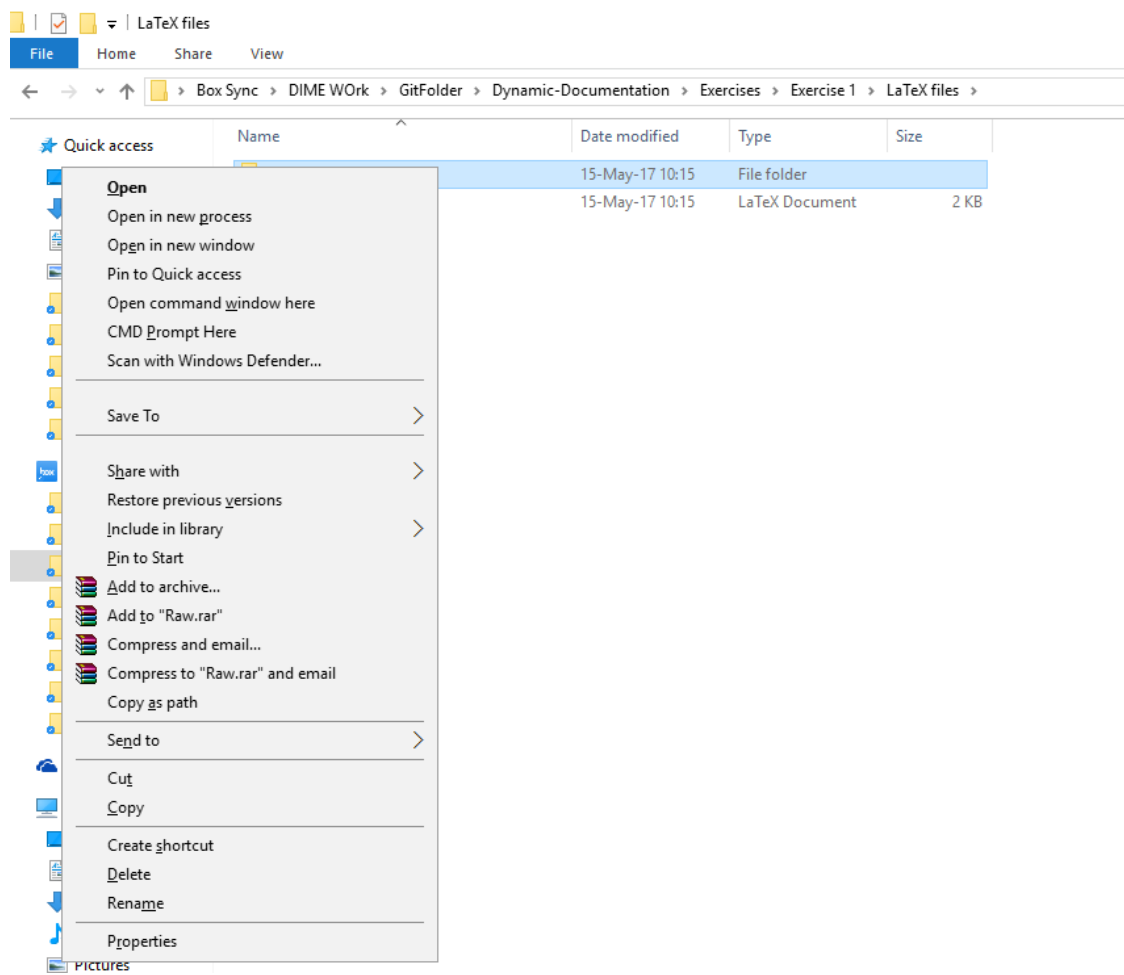 LaTeX files
File Home Share View
Box Sync > DIME WOrk > GitFolder > Dynamic-Documentation > Exercises > Exercise 1 > LaTeX files >
Quick access
Name Date modified Type Size
15-May-17 10:15 File folder
15-May-17 10:15 LaTeX Document 2 KB
Open
Open in new process
Open in new window
Pin to Quick access
Open command window here
CMD Prompt Here
Scan with Windows Defender...
Save To
box
Share with
Restore previous versions
Include in library
Pin to Start
Add to archive...
Add to "Raw.rar"
Compress and email...
Compress to "Raw.rar" and email
Copy as path
Send to
Cut
Copy
Create shortcut
Delete
Rename
Properties
Pictures